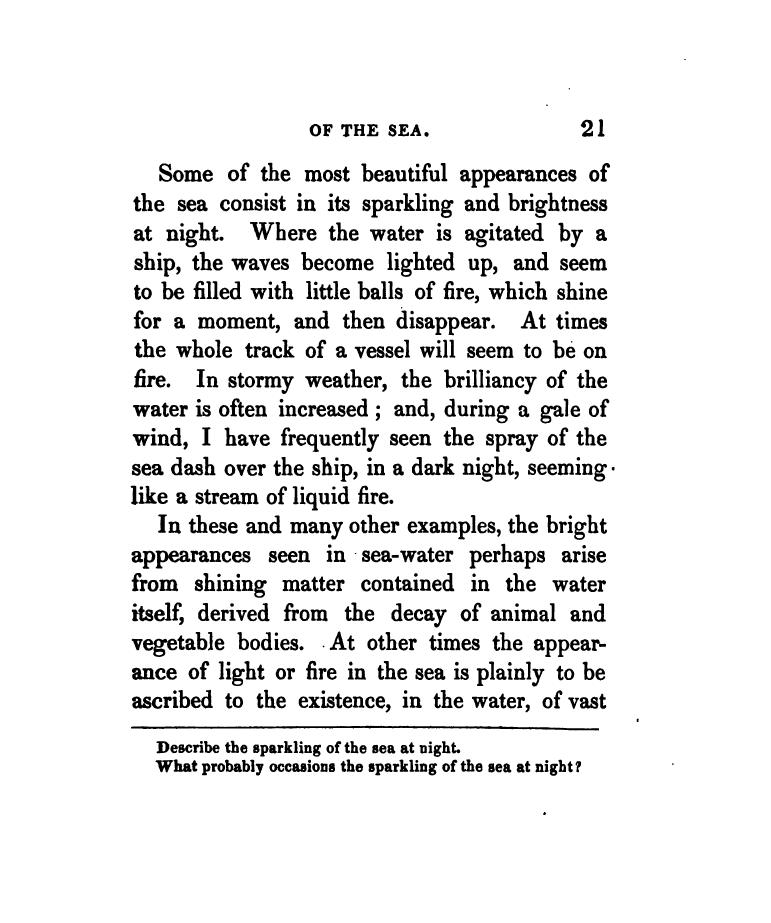 OF THE SEA. 21
Some of the most beautiful appearances of
the sea consist in its sparkling and brightness
at night. Where the water is agitated by a
ship, the waves become lighted up, and seem
to be filled with little balls of fire, which shine
for a moment, and then disappear. At times
the whole track of a vessel will seem to be on
fire. In stormy weather, the brilliancy of the
water is often increased ; and, during a gale of
wind, I have frequently seen the spray of the
sea dash over the ship, in a dark night, seeming
like a stream of liquid fire.
In these and many other examples, the bright
appearances seen in sea-water perhaps arise
from shining matter contained in the water
itself, derived from the decay of animal and
vegetable bodies. At other times the appear-
ance of light or fire in the sea is plainly to be
ascribed to the existence, in the water, of vast
Describe the sparkling of the sea at night.
What probably occasions the sparkling of the sea at night?